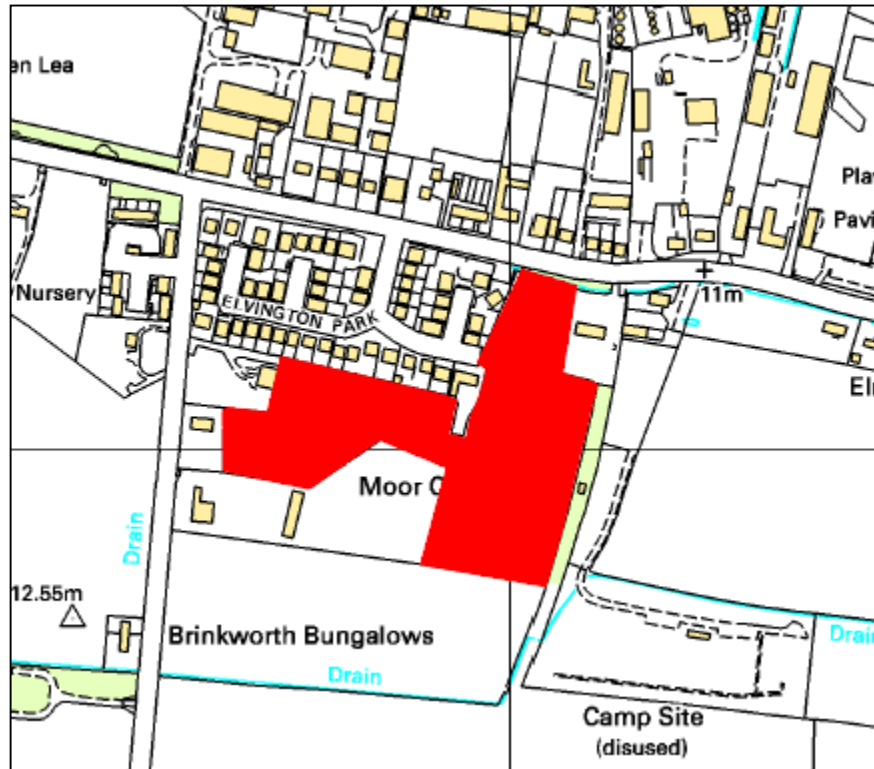 en Lea
Pla
Pavi
Nursery
ELVINGTON PARK
11m
El
Moor C
Drain
12.55m
Brinkworth Bungalows
Drain
Drain
Camp Site
(disused)